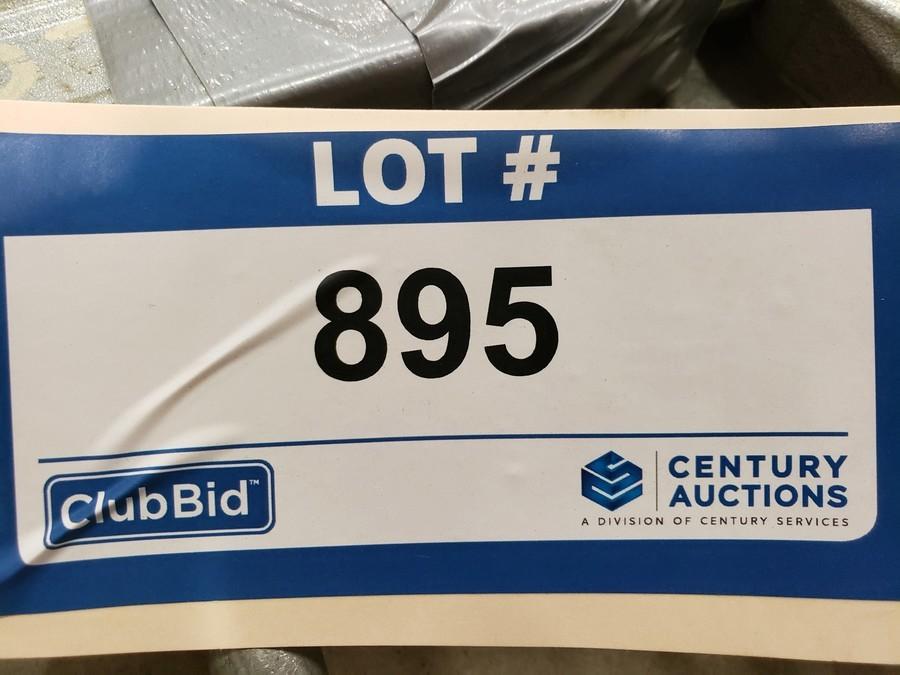 LOT #
895
ClubBid™
CENTURY
AUCTIONS
A DIVISION OF CENTURY SERVICES